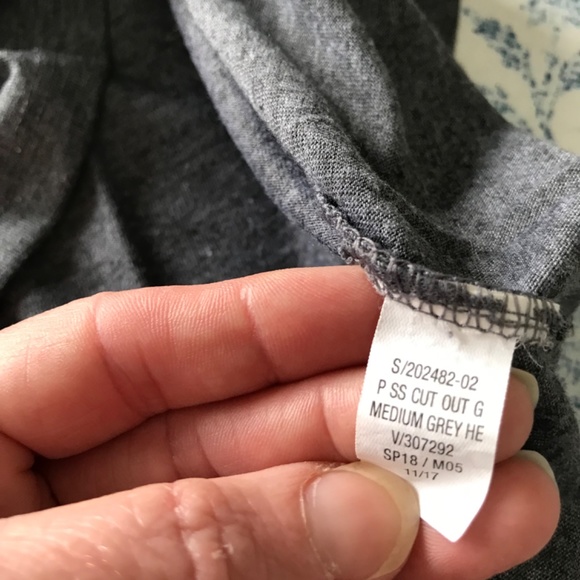 S/202482-02
P SS CUT OUT G
MEDIUM GREY HE
V/307292
SP18 / M05
11/17